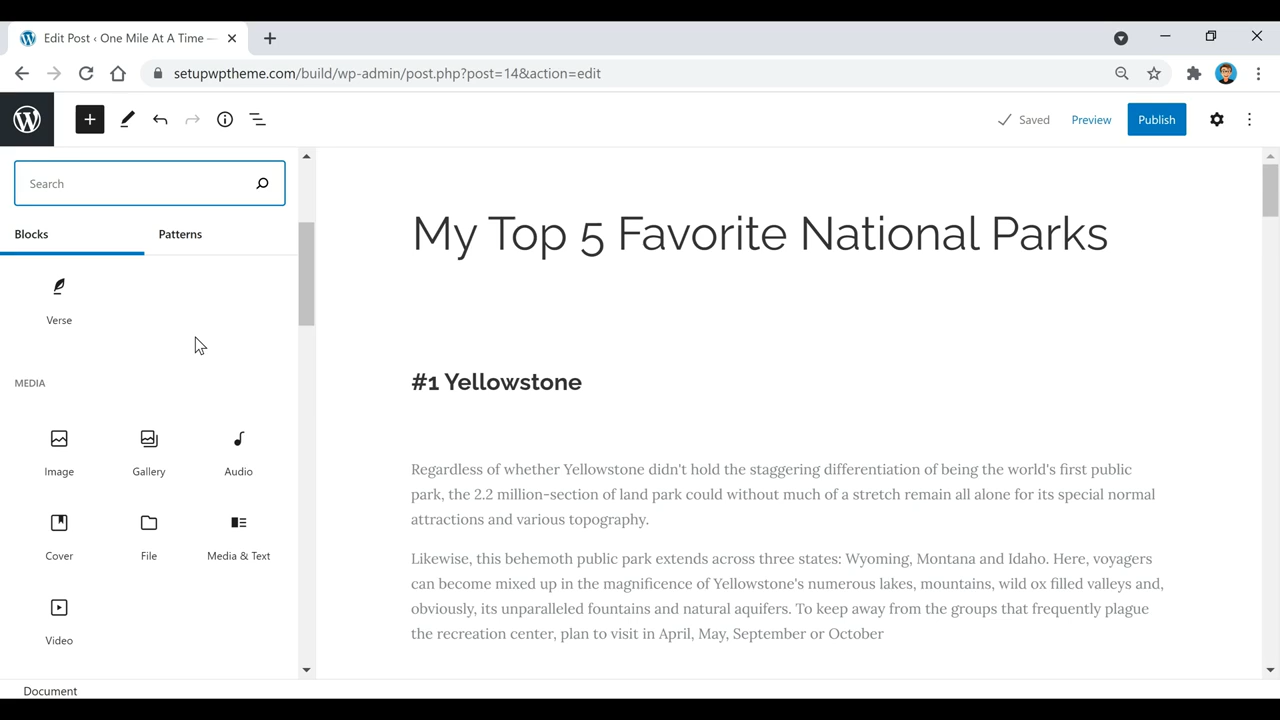 Edit Post ‹ One Mile At A Time —
setupwptheme.com/build/wp-admin/post.php?post=14&action=edit
Saved
Preview
Publish
Search
Blocks
Patterns
Verse
MEDIA
Image
Gallery
Audio
Cover
File
Media & Text
Video
My Top 5 Favorite National Parks
#1 Yellowstone
Regardless of whether Yellowstone didn't hold the staggering differentiation of being the world's first public
park, the 2.2 million-section of land park could without much of a stretch remain all alone for its special normal
attractions and various topography.
Likewise, this behemoth public park extends across three states: Wyoming, Montana and Idaho. Here, voyagers
can become mixed up in the magnificence of Yellowstone's numerous lakes, mountains, wild ox filled valleys and,
obviously, its unparalleled fountains and natural aquifers. To keep away from the groups that frequently plague
the recreation center, plan to visit in April, May, September or October
Document